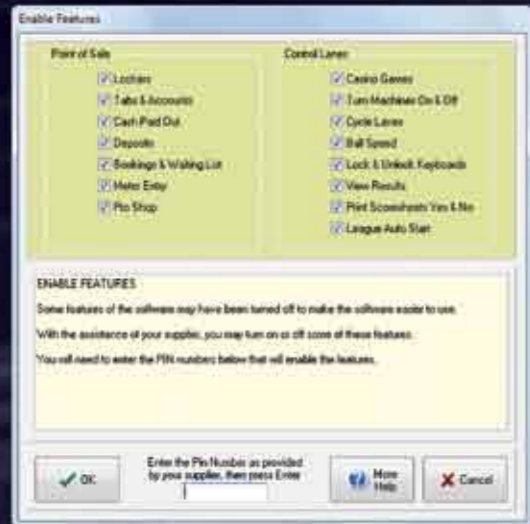 Enable Features
Point of Sale
Lockers
Tabs & Accounts
Cash Paid Out
Deposits
Bookings & Waiting List
Meter Entry
Pro Shop
Control Lanes
Casino Games
Turn Machines On & Off
Cycle Lanes
Ball Speed
Lock & Unlock Keyboards
View Results
Print Scoresheets Yes & No
League Auto Start
ENABLE FEATURES
Some features of the software may have been turned off to make the software easier to use.
With the assistance of your supplier, you may turn on or off some of these features.
You will need to enter the PIN numbers below that will enable the features.
OK
Enter the Pin Number as provided
by your supplier, then press Enter
More
Help
Cancel